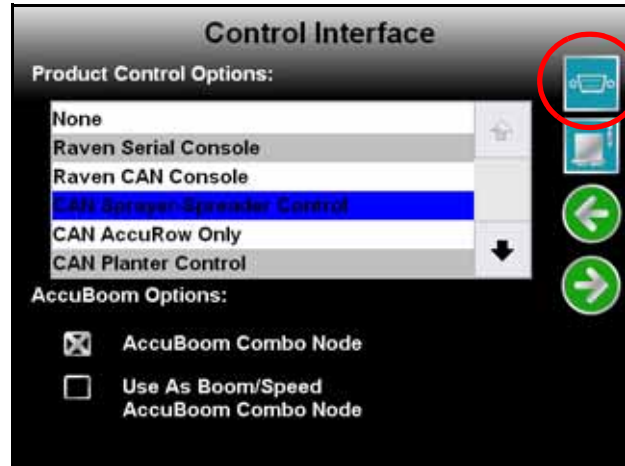 Control Interface
Product Control Options:
None
Raven Serial Console
Raven CAN Console
CAN Sprayer-Spreader Control
CAN AccuRow Only
CAN Planter Control
AccuBoom Options:
AccuBoom Combo Node
Use As Boom/Speed
AccuBoom Combo Node